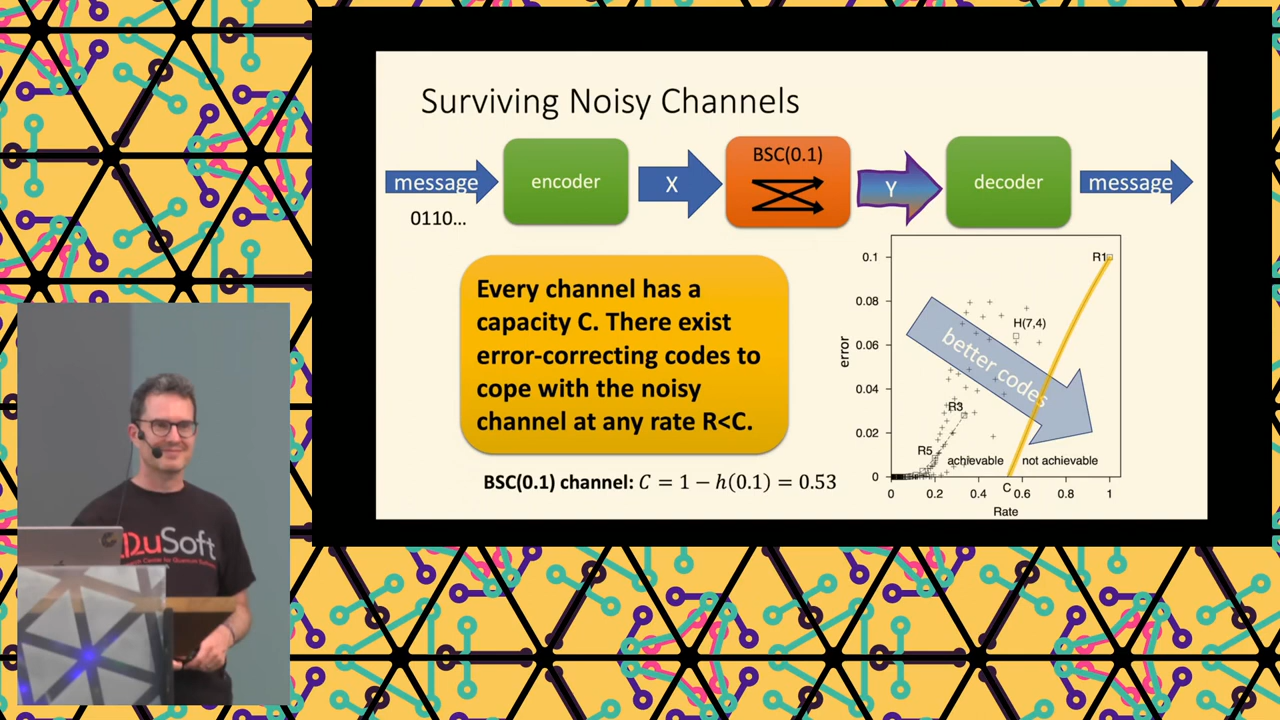 Surviving Noisy Channels
message
encoder
X
BSC(0.1)
Y
decoder
message
0110...
Every channel has a
capacity C. There exist
error-correcting codes to
cope with the noisy
channel at any rate R<C.
BSC(0.1) channel: C = 1 − h(0.1) = 0.53
0.1
0.08
0.06
0.04
0.02
0
error
R1
H(7,4)
better codes
R3
R5
achievable
not achievable
0
0.2
0.4
C
0.6
0.8
1
Rate
QuSoft